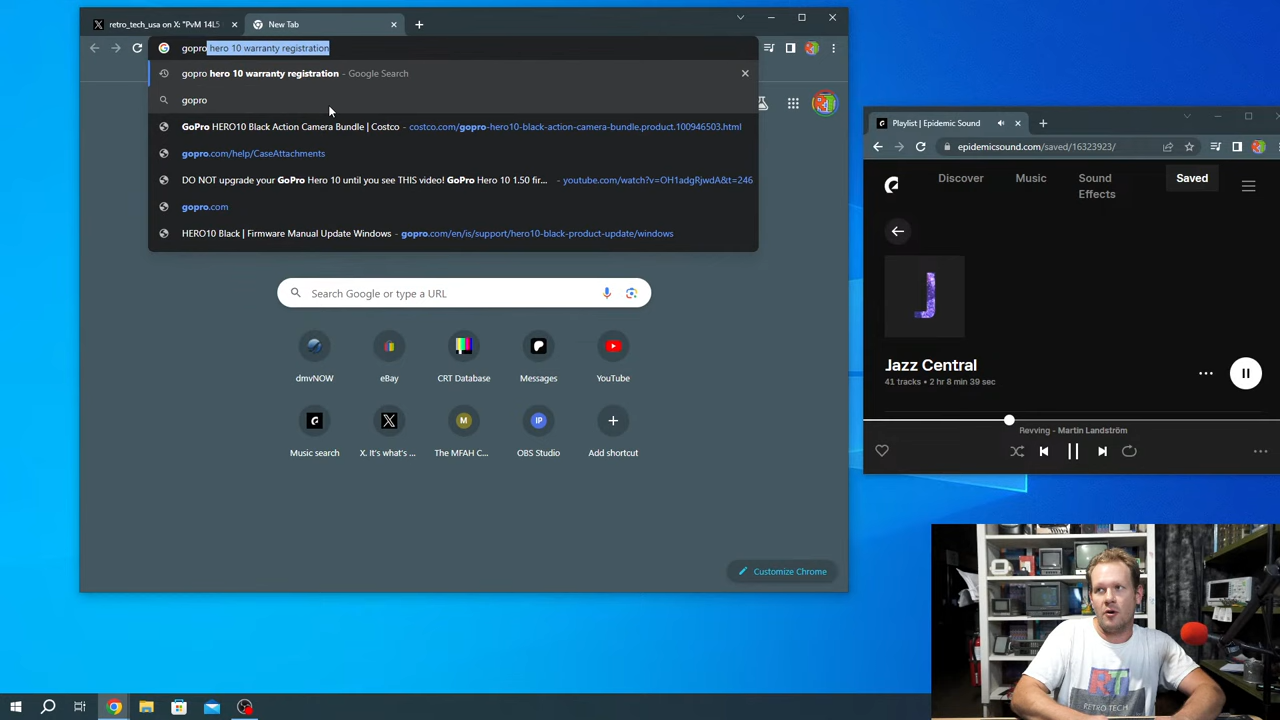 retro_tech_usa on X: "PvM 14L5
New Tab
gopro hero 10 warranty registration
gopro hero 10 warranty registration - Google Search
gopro
GoPro HERO10 Black Action Camera Bundle | Costco - costco.com/gopro-hero10-black-action-camera-bundle.product.100946503.html
gopro.com/help/CaseAttachments
DO NOT upgrade your GoPro Hero 10 until you see THIS video! GoPro Hero 10 1.50 fir... - youtube.com/watch?v=OH1adgRjwdA&t=246
gopro.com
HERO10 Black | Firmware Manual Update Windows - gopro.com/en/is/support/hero10-black-product-update/windows
Search Google or type a URL
dmvNOW
eBay
CRT Database
Messages
YouTube
Music search
X. It's what's ...
M
The MFAH C...
IP
OBS Studio
Add shortcut
Customize Chrome
Playlist | Epidemic Sound
epidemicsound.com/saved/16323923/
Discover
Music
Sound
Effects
Saved
J
Jazz Central
41 tracks • 2 hr 8 min 39 sec
Revving - Martin Landström
RT
RETRO TECH